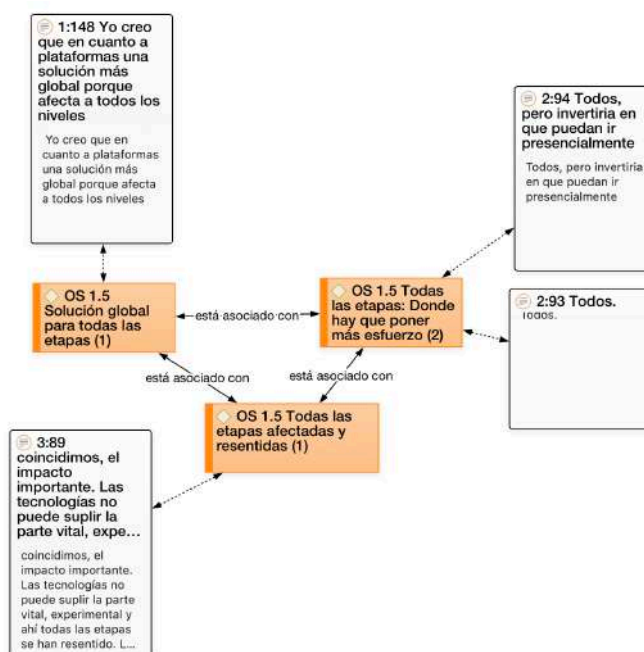 1:148 Yo creo
que en cuanto a
plataformas una
solución más
global porque
afecta a todos los
niveles
Yo creo que en
cuanto a plataformas
una solución más
global porque afecta
a todos los niveles
2:94 Todos,
pero invertiria en
que puedan ir
presencialmente
Todos, pero invertiria
en que puedan ir
presencialmente
OS 1.5
Solución global
para todas las
etapas (1)
está asociado con
OS 1.5 Todas
las etapas: Donde
hay que poner
más esfuerzo (2)
2:93 Todos.
Todos.
está asociado con
está asociado con
OS 1.5 Todas las
etapas afectadas y
resentidas (1)
3:89
coincidimos, el
impacto
importante. Las
tecnologías no
puede suplir la
parte vital, expe...
coincidimos, el
impacto importante.
Las tecnologías no
puede suplir la parte
vital, experimental y
ahí todas las etapas
se han resentido. L...